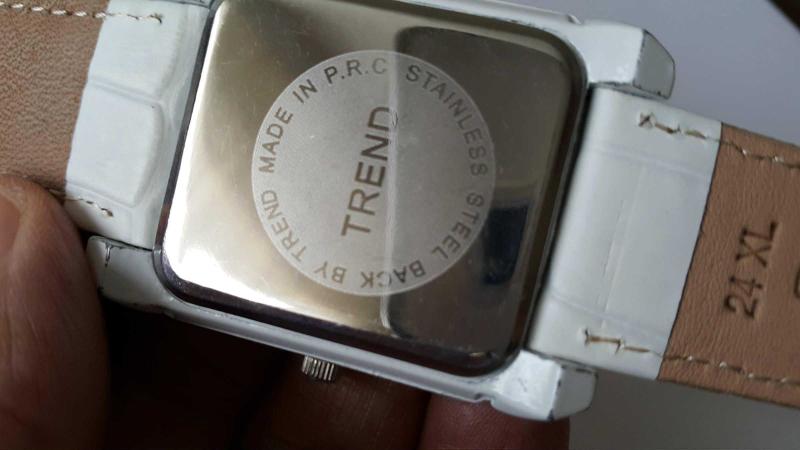 MADE IN P.R.C STAINLESS STEEL BACK BY TREND
TREND
24 XL